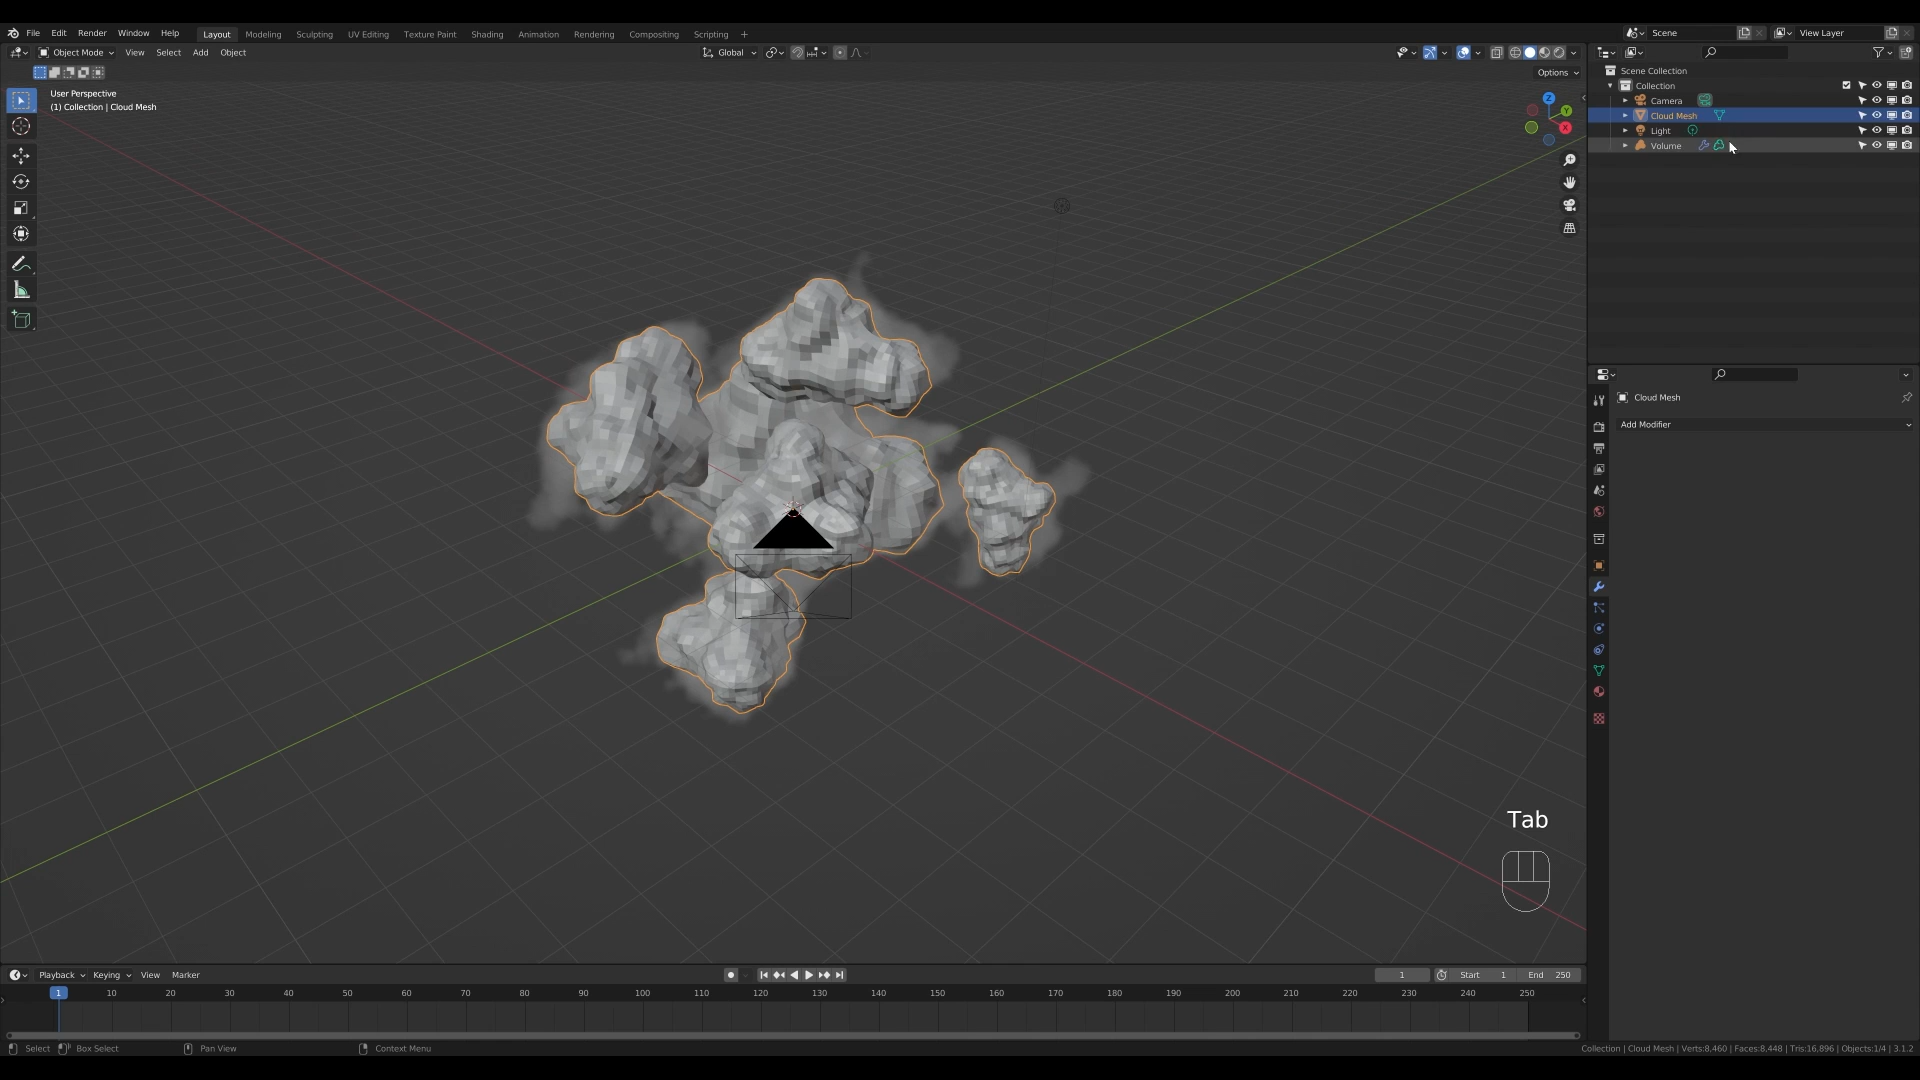 File Edit Render Window Help Layout Modeling Sculpting UV Editing Texture Paint Shading Animation Rendering Compositing Scripting + Scene View Layer
Object Mode View Select Add Object Global
Options
User Perspective
(1) Collection | Cloud Mesh
Z
Y
X
Scene Collection
Collection
Camera
Cloud Mesh
Light
Volume
Cloud Mesh
Add Modifier
Tab
Playback Keying View Marker 1 Start 1 End 250
1 10 20 30 40 50 60 70 80 90 100 110 120 130 140 150 160 170 180 190 200 210 220 230 240 250
Select Box Select Pan View Context Menu Collection | Cloud Mesh | Verts:8,460 | Faces:8,448 | Tris:16,896 | Objects:1/4 | 3.1.2